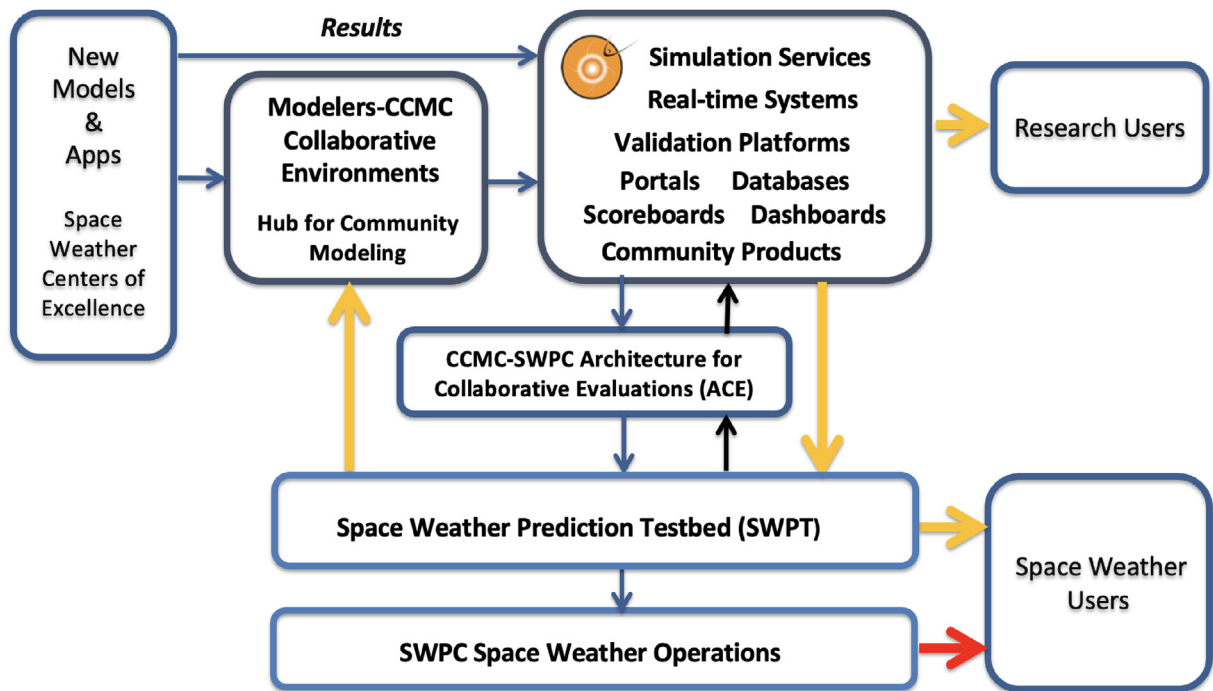 New
Models
&
Apps
Space
Weather
Centers of
Excellence
Results
Modelers-CCMC
Collaborative
Environments
Hub for Community
Modeling
Simulation Services
Real-time Systems
Validation Platforms
Portals Databases
Scoreboards Dashboards
Community Products
Research Users
CCMC-SWPC Architecture for
Collaborative Evaluations (ACE)
Space Weather Prediction Testbed (SWPT)
SWPC Space Weather Operations
Space Weather
Users